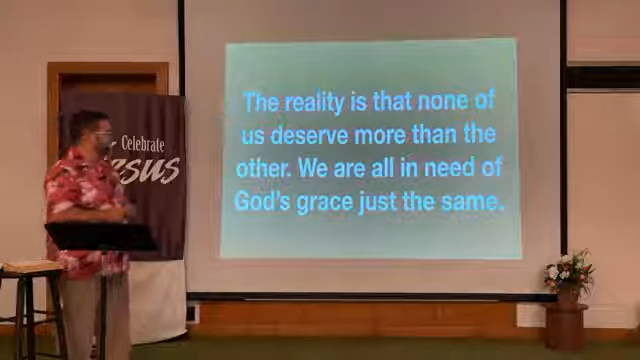 Celebrate
Jesus
The reality is that none of
us deserve more than the
other. We are all in need of
God's grace just the same.